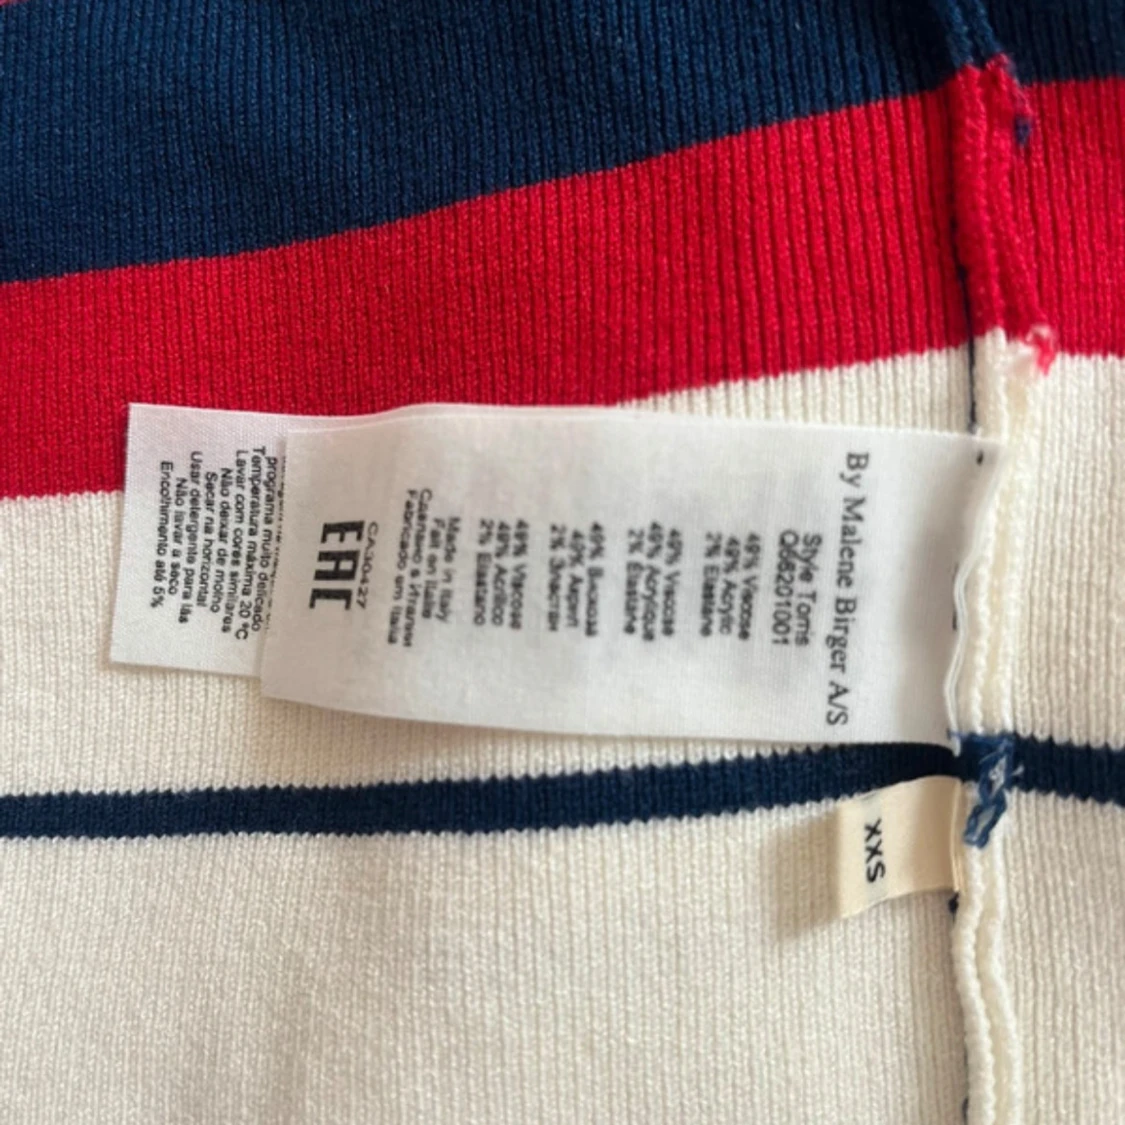 By Malene Birger A/S
Style Toms
Q66201001
49% Viscose
49% Acrylic
2% Elastane
49% Viscose
49% Acrylique
2% Élasthanne
49% Вискоза
49% Акрил
2% Эластан
49% Viscose
49% Acrílico
2% Elastano
Made in Italy
Fait en Italie
Сделано в Италии
Fabricado em Itália
CA30427
EAC
programa muito delicado
Temperatura máxima 20 °C
Lavar com cores similares
Não deixar de molho
Secar na horizontal
Usar detergente para lãs
Não lavar a seco
Encolhimento até 5%
XXS